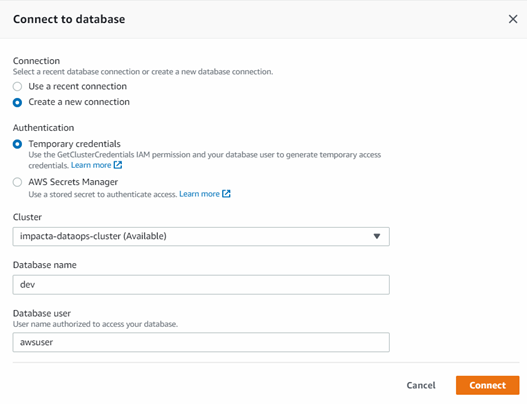 Connect to database
Connection
Select a recent database connection or create a new database connection.
Use a recent connection
Create a new connection
Authentication
Temporary credentials
Use the GetClusterCredentials IAM permission and your database user to generate temporary access
credentials. Learn more
AWS Secrets Manager
Use a stored secret to authenticate access. Learn more
Cluster
impacta-dataops-cluster (Available)
Database name
dev
Database user
User name authorized to access your database.
awsuser
Cancel Connect